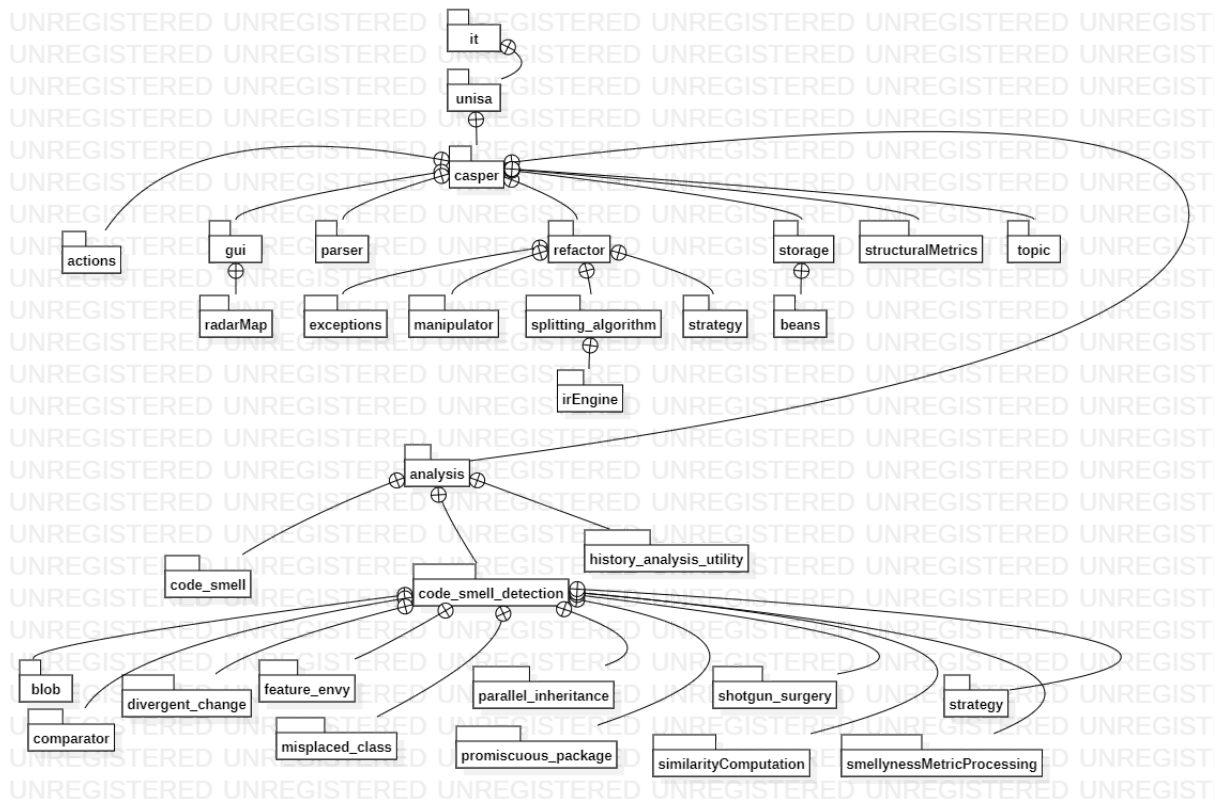 it
unisa
casper
actions
gui
parser
refactor
storage
structuralMetrics
topic
radarMap
exceptions
manipulator
splitting_algorithm
strategy
beans
irEngine
analysis
code_smell
history_analysis_utility
code_smell_detection
blob
divergent_change
feature_envy
parallel_inheritance
shotgun_surgery
strategy
comparator
misplaced_class
promiscuous_package
similarityComputation
smellynessMetricProcessing